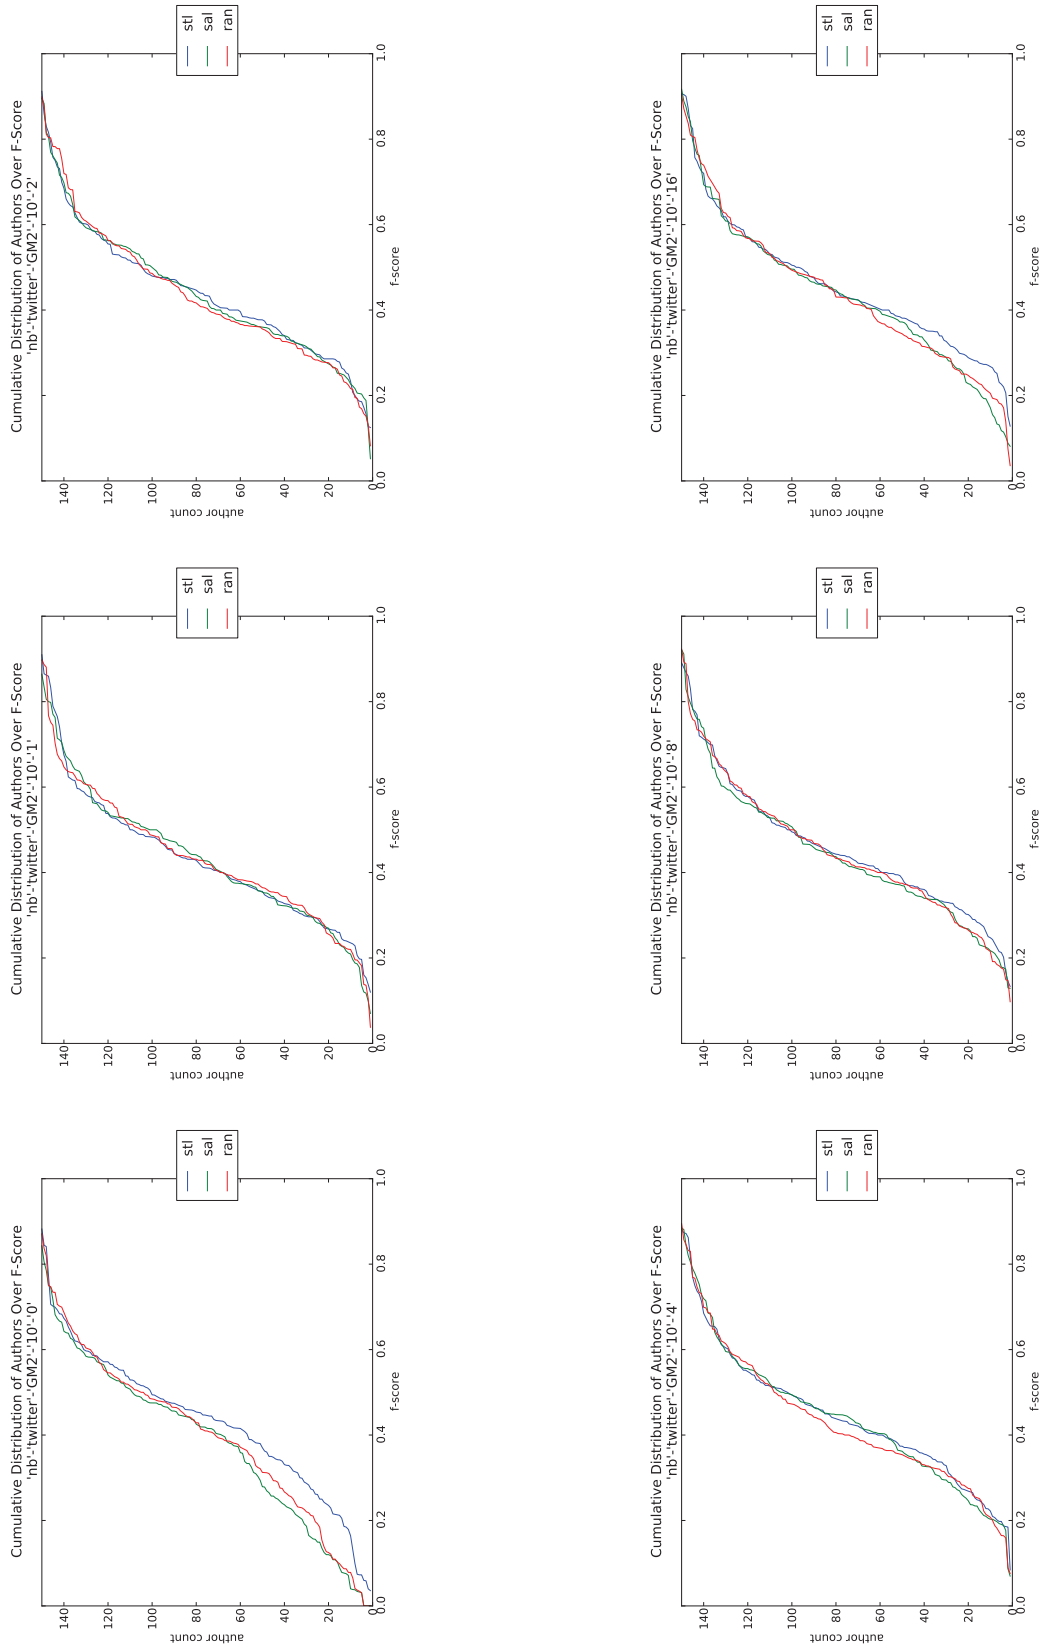 Cumulative Distribution of Authors Over F-Score
'nb'-'twitter'-'GM2'-'10'-'0'
140
120
100
80
60
40
20
0
author count
0.0 0.2 0.4 0.6 0.8 1.0
f-score
stl
sal
ran
Cumulative Distribution of Authors Over F-Score
'nb'-'twitter'-'GM2'-'10'-'1'
140
120
100
80
60
40
20
0
author count
0.0 0.2 0.4 0.6 0.8 1.0
f-score
stl
sal
ran
Cumulative Distribution of Authors Over F-Score
'nb'-'twitter'-'GM2'-'10'-'2'
140
120
100
80
60
40
20
0
author count
0.0 0.2 0.4 0.6 0.8 1.0
f-score
stl
sal
ran
Cumulative Distribution of Authors Over F-Score
'nb'-'twitter'-'GM2'-'10'-'4'
140
120
100
80
60
40
20
0
author count
0.0 0.2 0.4 0.6 0.8 1.0
f-score
stl
sal
ran
Cumulative Distribution of Authors Over F-Score
'nb'-'twitter'-'GM2'-'10'-'8'
140
120
100
80
60
40
20
0
author count
0.0 0.2 0.4 0.6 0.8 1.0
f-score
stl
sal
ran
Cumulative Distribution of Authors Over F-Score
'nb'-'twitter'-'GM2'-'10'-'16'
140
120
100
80
60
40
20
0
author count
0.0 0.2 0.4 0.6 0.8 1.0
f-score
stl
sal
ran